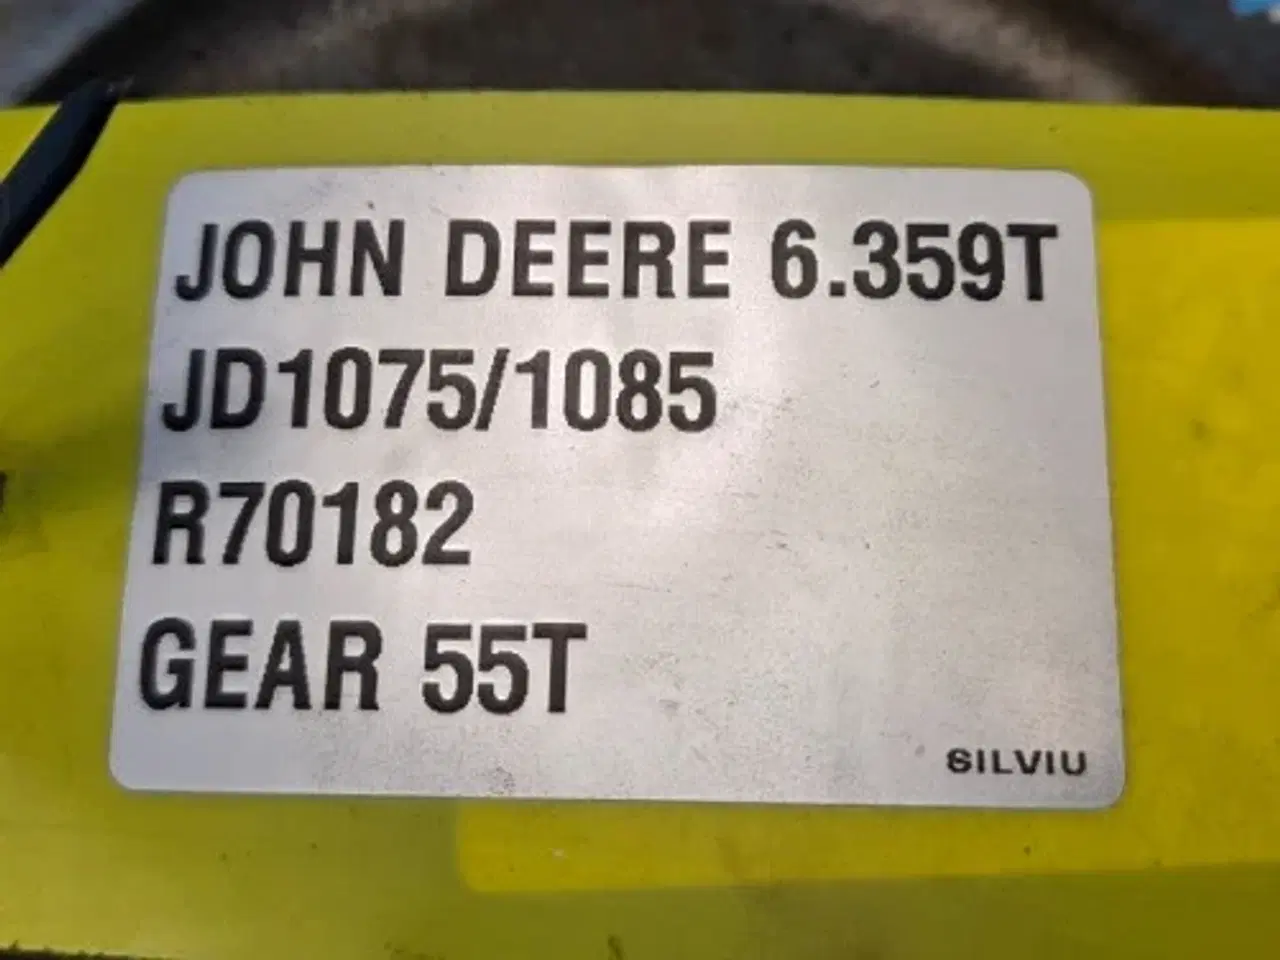 JOHN DEERE 6.359T
JD1075/1085
R70182
GEAR 55T
SILVIU